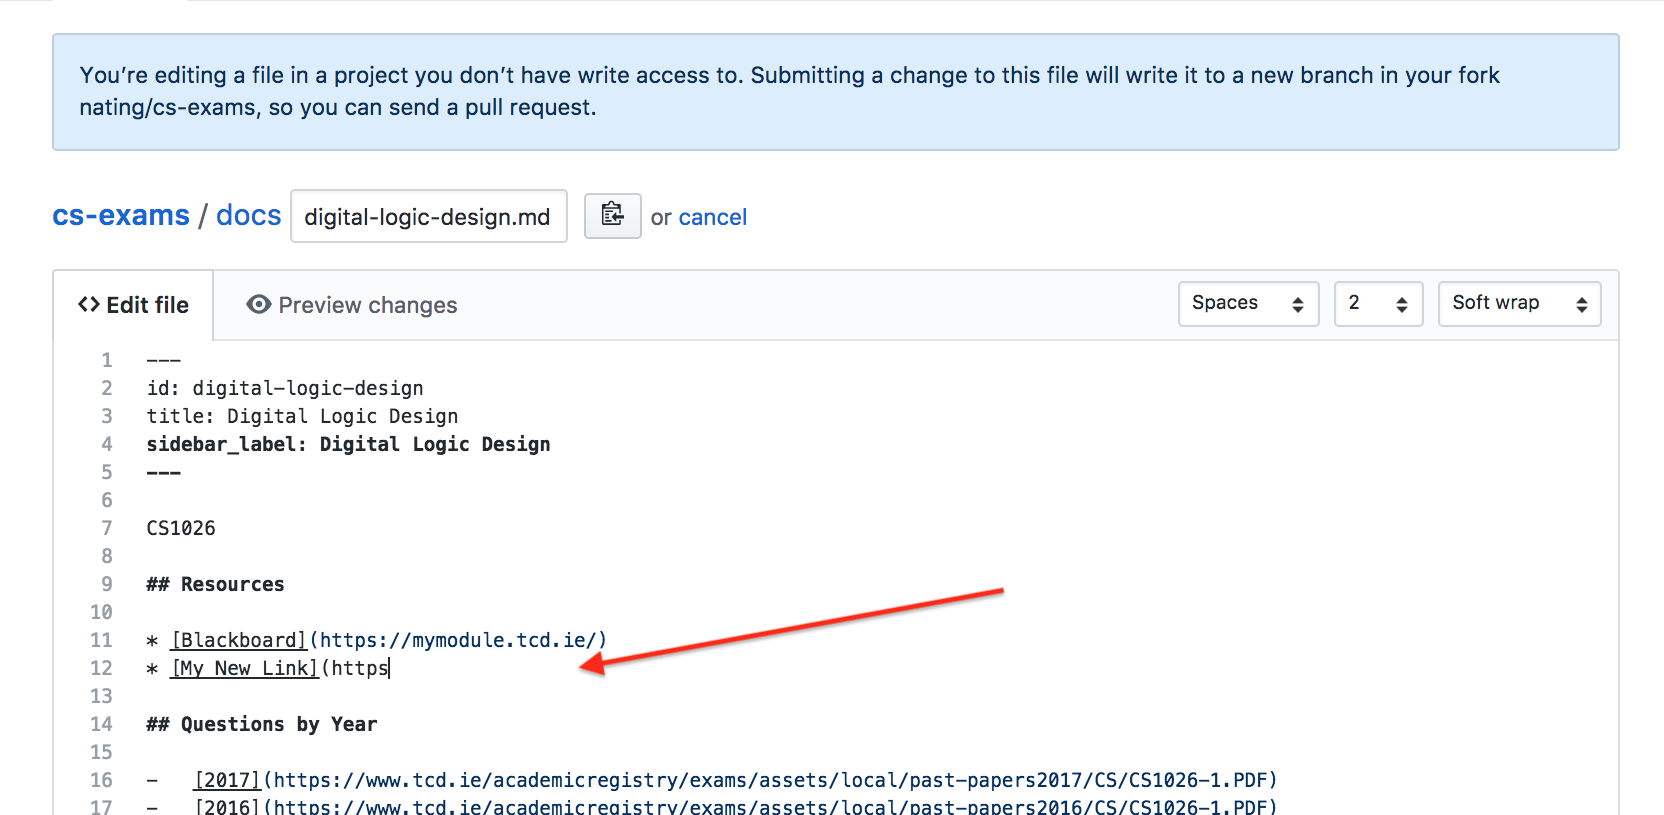 You’re editing a file in a project you don’t have write access to. Submitting a change to this file will write it to a new branch in your fork
nating/cs-exams, so you can send a pull request.
cs-exams / docs digital-logic-design.md or cancel
<> Edit file Preview changes Spaces 2 Soft wrap
1 ---
2 id: digital-logic-design
3 title: Digital Logic Design
4 sidebar_label: Digital Logic Design
5 ---
6
7 CS1026
8
9 ## Resources
10
11 * [Blackboard](https://mymodule.tcd.ie/)
12 * [My New Link](https
13
14 ## Questions by Year
15
16 - [2017](https://www.tcd.ie/academicregistry/exams/assets/local/past-papers2017/CS/CS1026-1.PDF)
17 - [2016](https://www.tcd.ie/academicregistry/exams/assets/local/past-papers2016/CS/CS1026-1.PDF)